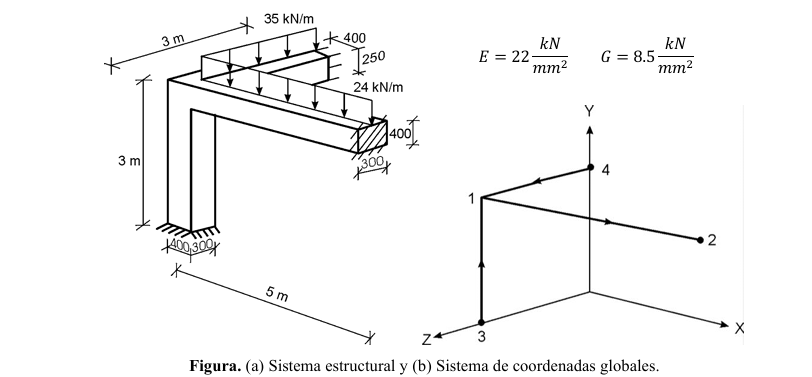 35 kN/m
3 m
400
250
24 kN/m
400
300
3 m
400 300
5 m
E = 22 kN/mm² G = 8.5 kN/mm²
Y
4
1
2
3
Z
X
Figura. (a) Sistema estructural y (b) Sistema de coordenadas globales.